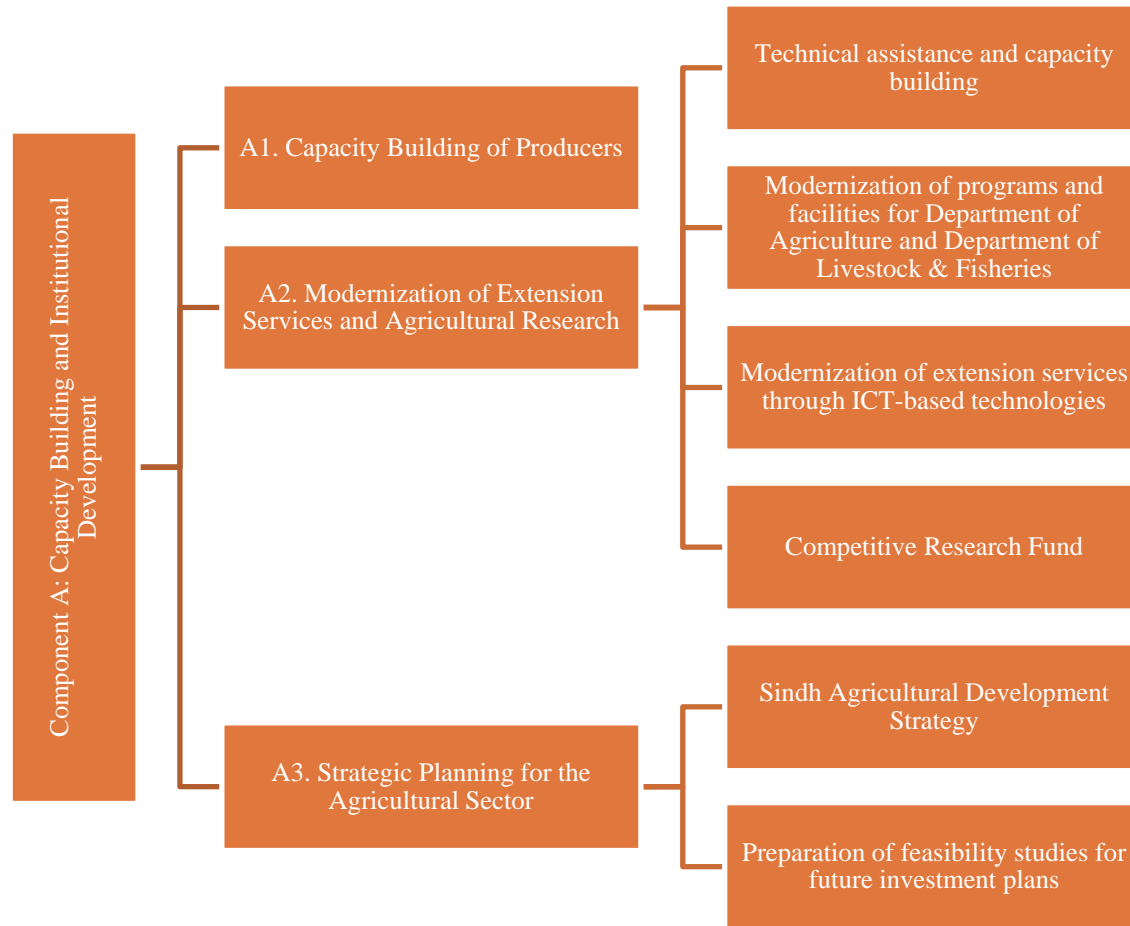 Component A: Capacity Building and Institutional
Development
A1. Capacity Building of Producers
A2. Modernization of Extension
Services and Agricultural Research
Technical assistance and capacity
building
Modernization of programs and
facilities for Department of
Agriculture and Department of
Livestock & Fisheries
Modernization of extension services
through ICT-based technologies
Competitive Research Fund
A3. Strategic Planning for the
Agricultural Sector
Sindh Agricultural Development
Strategy
Preparation of feasibility studies for
future investment plans